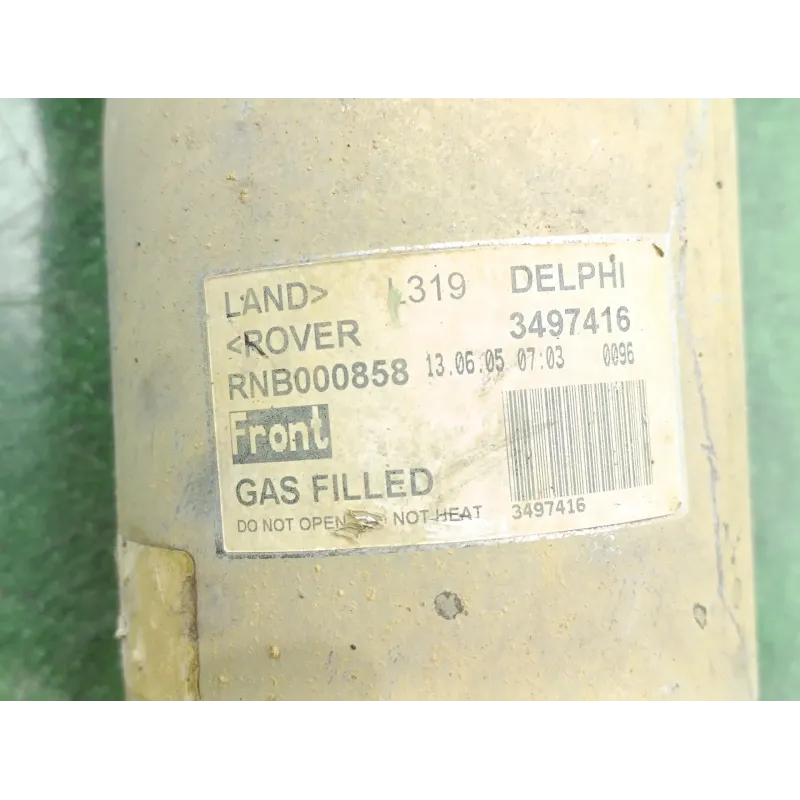 LAND> L319 DELPHI
<ROVER 3497416
RNB000858 13.06.05 07:03 0096
Front
GAS FILLED
DO NOT OPEN NOT HEAT
3497416